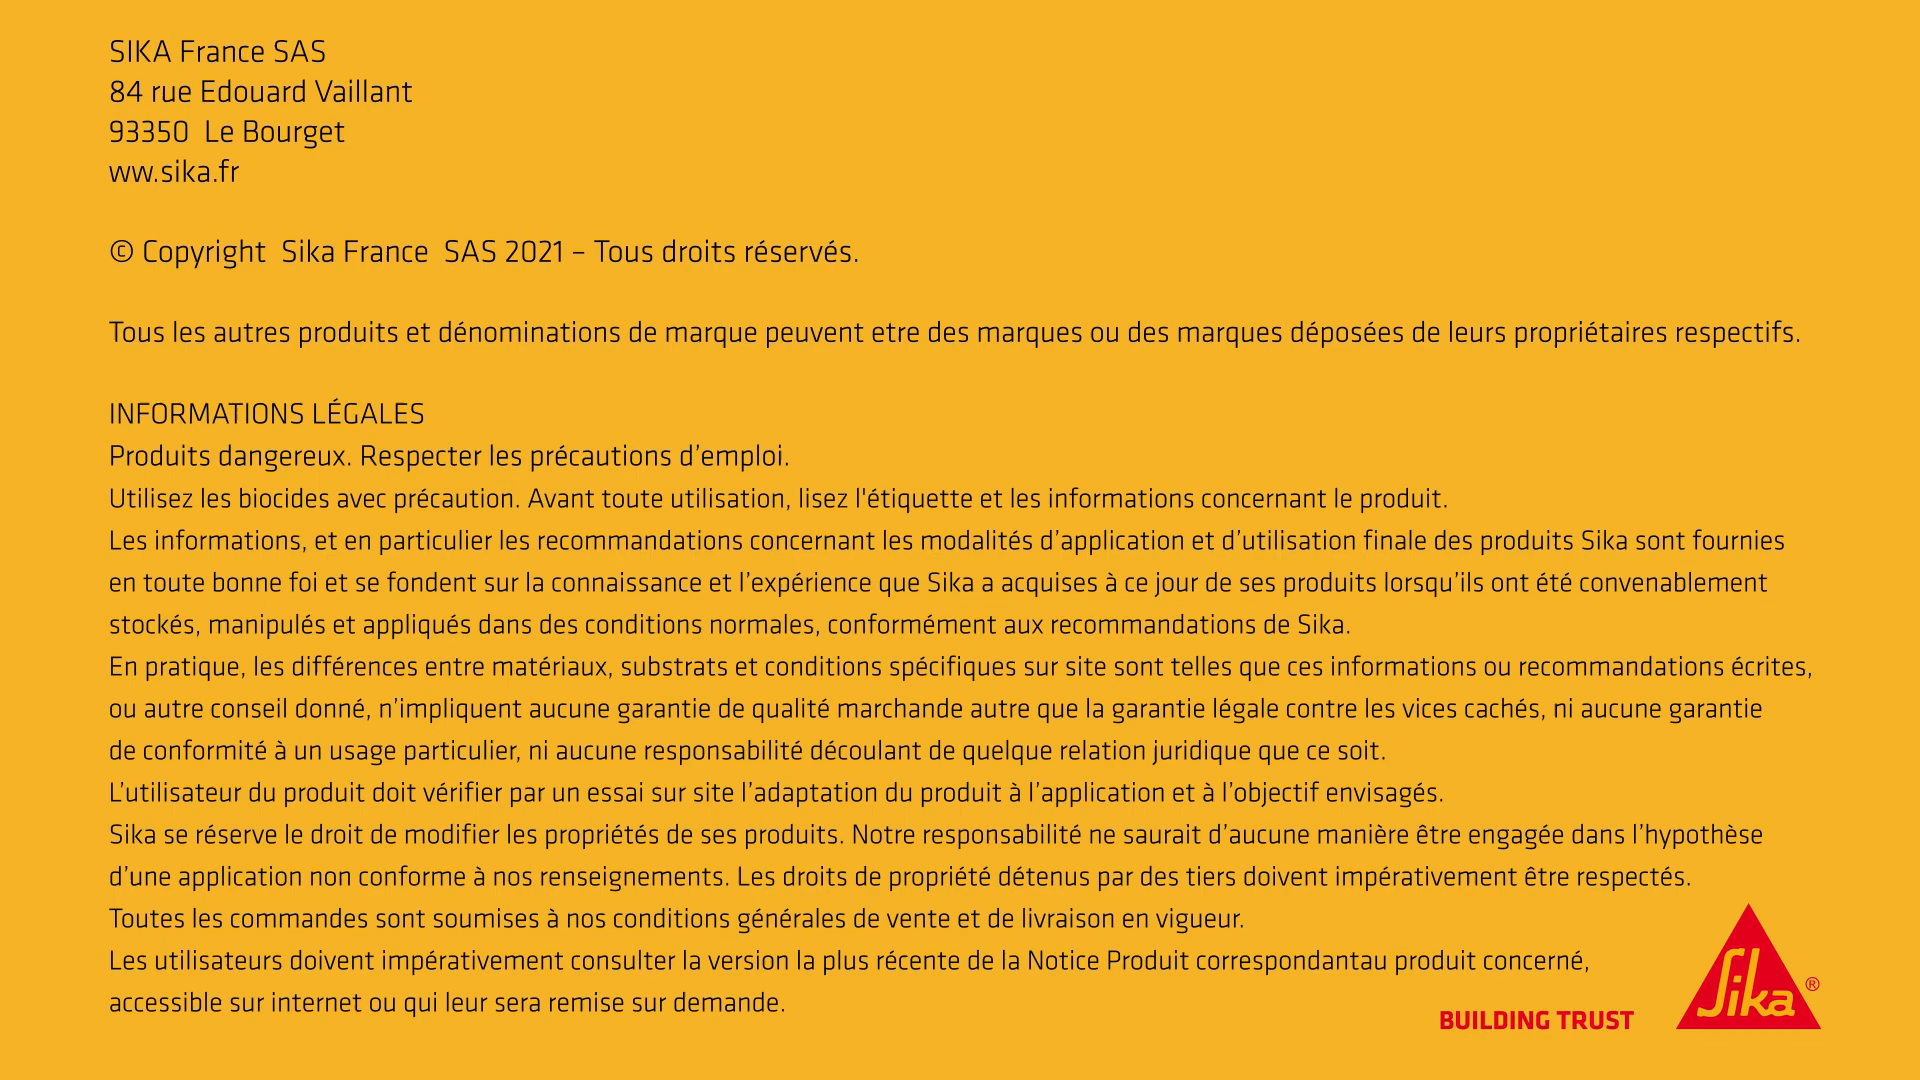 SIKA France SAS
84 rue Edouard Vaillant
93350  Le Bourget
ww.sika.fr
© Copyright  Sika France  SAS 2021 – Tous droits réservés.
Tous les autres produits et dénominations de marque peuvent etre des marques ou des marques déposées de leurs propriétaires respectifs.
INFORMATIONS LÉGALES
Produits dangereux. Respecter les précautions d’emploi.
Utilisez les biocides avec précaution. Avant toute utilisation, lisez l'étiquette et les informations concernant le produit.
Les informations, et en particulier les recommandations concernant les modalités d’application et d’utilisation finale des produits Sika sont fournies
en toute bonne foi et se fondent sur la connaissance et l’expérience que Sika a acquises à ce jour de ses produits lorsqu’ils ont été convenablement
stockés, manipulés et appliqués dans des conditions normales, conformément aux recommandations de Sika.
En pratique, les différences entre matériaux, substrats et conditions spécifiques sur site sont telles que ces informations ou recommandations écrites,
ou autre conseil donné, n’impliquent aucune garantie de qualité marchande autre que la garantie légale contre les vices cachés, ni aucune garantie
de conformité à un usage particulier, ni aucune responsabilité découlant de quelque relation juridique que ce soit.
L’utilisateur du produit doit vérifier par un essai sur site l’adaptation du produit à l’application et à l’objectif envisagés.
Sika se réserve le droit de modifier les propriétés de ses produits. Notre responsabilité ne saurait d’aucune manière être engagée dans l’hypothèse
d’une application non conforme à nos renseignements. Les droits de propriété détenus par des tiers doivent impérativement être respectés.
Toutes les commandes sont soumises à nos conditions générales de vente et de livraison en vigueur.
Les utilisateurs doivent impérativement consulter la version la plus récente de la Notice Produit correspondantau produit concerné,
accessible sur internet ou qui leur sera remise sur demande.
BUILDING TRUST
Sika®